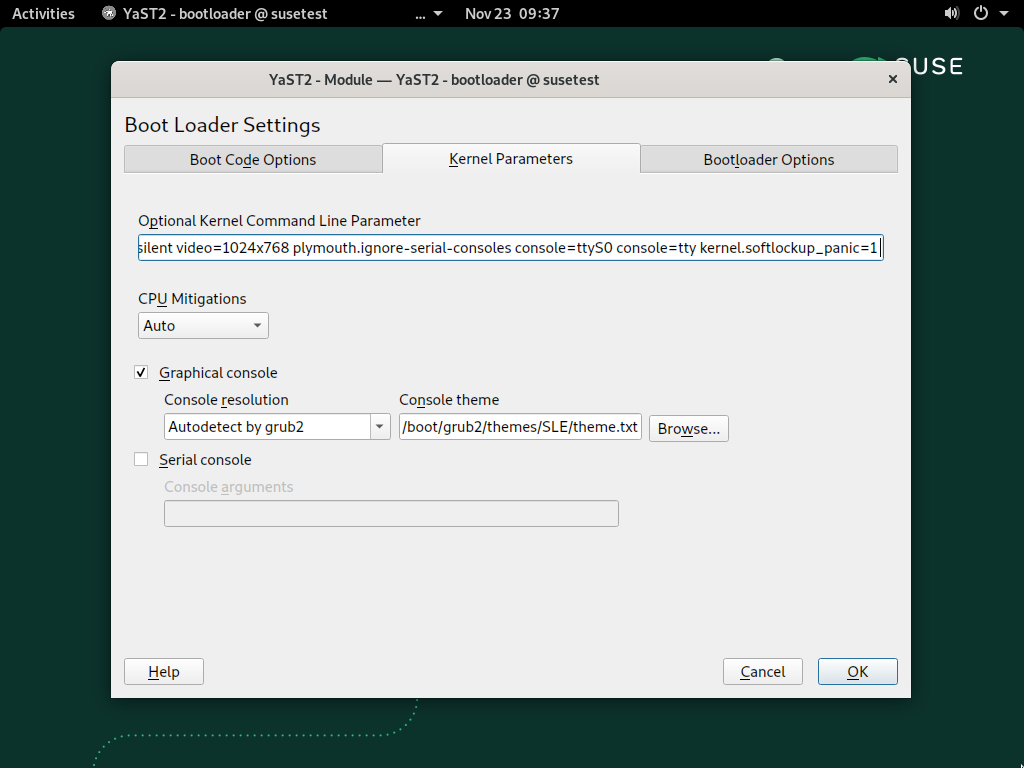 Activities YaST2 - bootloader @ susetest ... Nov 23 09:37
SUSE
YaST2 - Module — YaST2 - bootloader @ susetest ×
Boot Loader Settings
Boot Code Options Kernel Parameters Bootloader Options
Optional Kernel Command Line Parameter
silent video=1024x768 plymouth.ignore-serial-consoles console=ttyS0 console=tty kernel.softlockup_panic=1
CPU Mitigations
Auto
Graphical console
Console resolution Console theme
Autodetect by grub2 /boot/grub2/themes/SLE/theme.txt Browse...
Serial console
Console arguments
Help Cancel OK